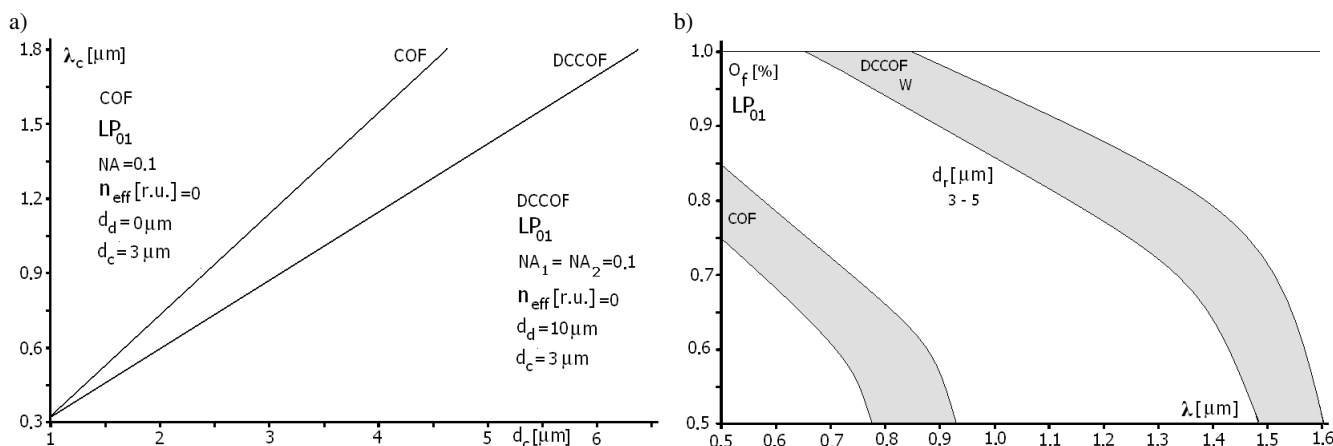 a)
λc [μm]
COF
DCCOF
COF
LP01
NA=0.1
neff [r.u.] =0
dd = 0μm
dc = 3 μm
DCCOF
LP01
NA1 = NA2 =0.1
neff [r.u.] =0
dd = 10μm
dc = 3 μm
1.8
1.5
1.2
0.9
0.6
0.3
1 2 3 4 5 6
dc[μm]
b)
Of [%]
LP01
DCCOF
W
dr [μm]
3 - 5
COF
λ[μm]
1.0
0.9
0.8
0.7
0.6
0.5
0.5 0.6 0.7 0.8 0.9 1.0 1.1 1.2 1.3 1.4 1.5 1.6